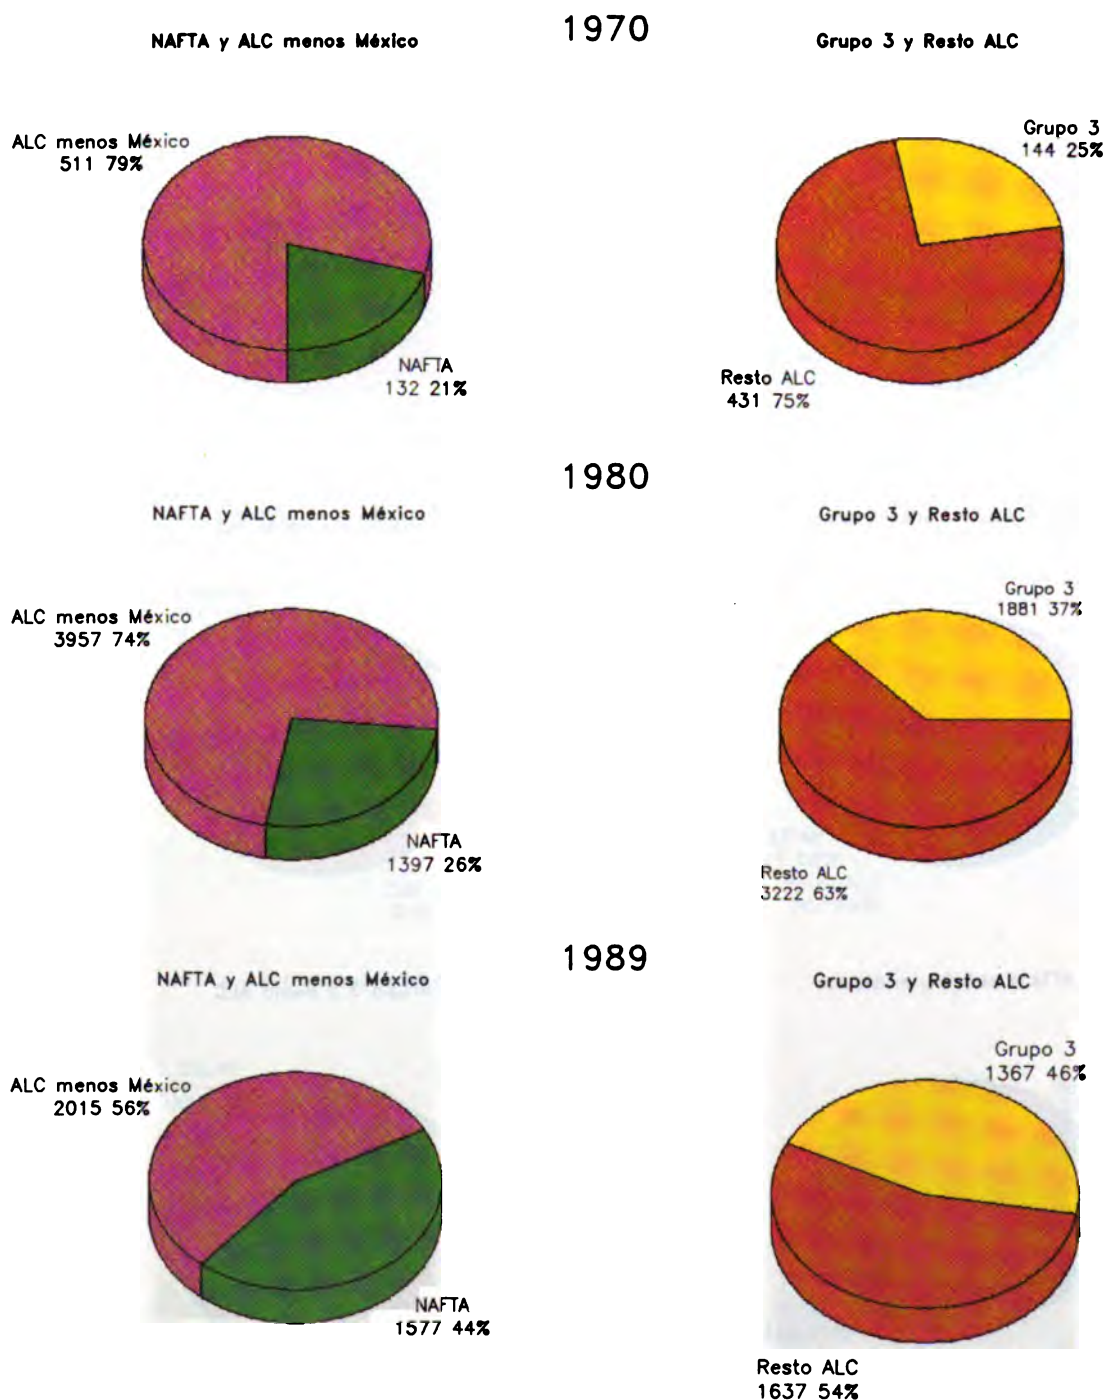 1970
NAFTA y ALC menos México
ALC menos México
511 79%
NAFTA
132 21%
Grupo 3 y Resto ALC
Grupo 3
144 25%
Resto ALC
431 75%
1980
NAFTA y ALC menos México
ALC menos México
3957 74%
NAFTA
1397 26%
Grupo 3 y Resto ALC
Grupo 3
1881 37%
Resto ALC
3222 63%
1989
NAFTA y ALC menos México
ALC menos México
2015 56%
NAFTA
1577 44%
Grupo 3 y Resto ALC
Grupo 3
1367 46%
Resto ALC
1637 54%